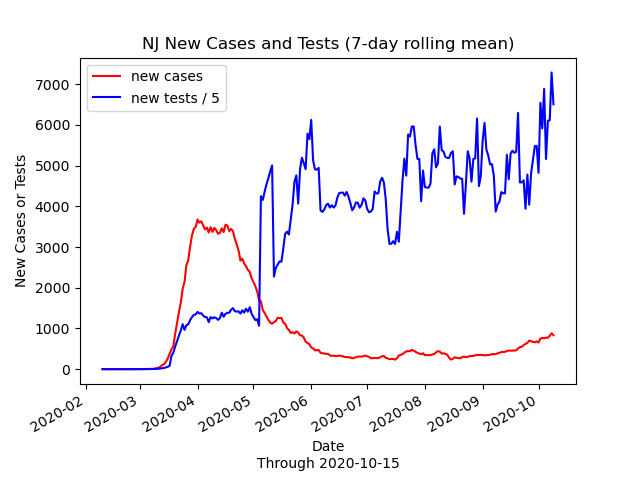 NJ New Cases and Tests (7-day rolling mean)
new cases
new tests / 5
New Cases or Tests
7000
6000
5000
4000
3000
2000
1000
0
2020-02
2020-03
2020-04
2020-05
2020-06
2020-07
2020-08
2020-09
2020-10
Date
Through 2020-10-15